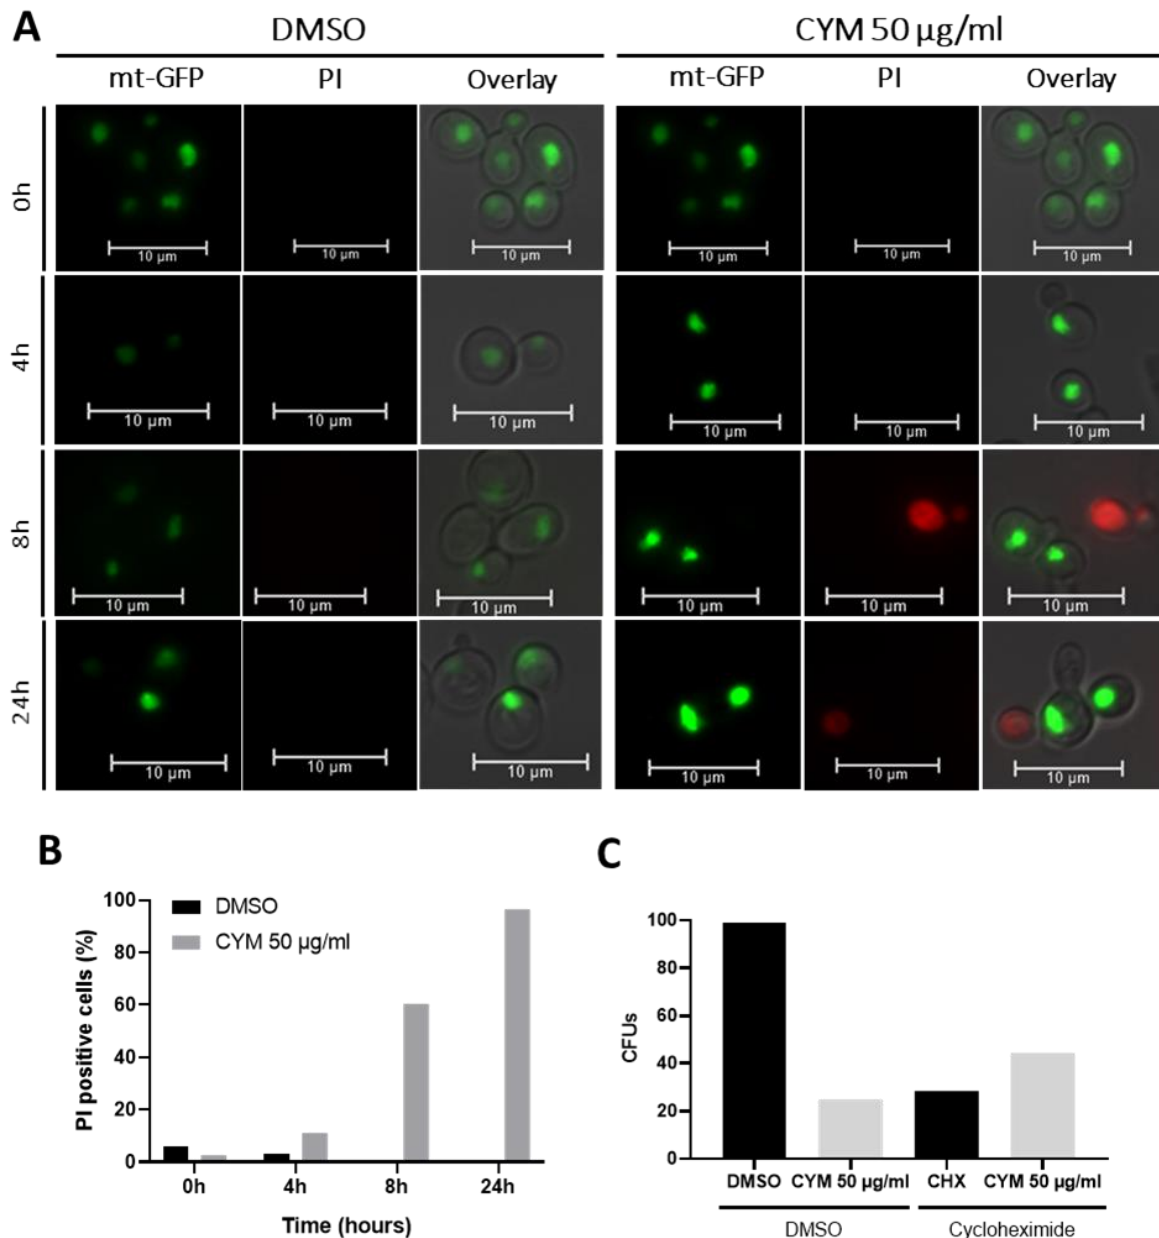 A
DMSO
CYM 50 µg/ml
mt-GFP PI Overlay mt-GFP PI Overlay
0h
10 µm 10 µm 10 µm 10 µm 10 µm 10 µm
4h
10 µm 10 µm 10 µm 10 µm 10 µm 10 µm
8h
10 µm 10 µm 10 µm 10 µm 10 µm 10 µm
24h
10 µm 10 µm 10 µm 10 µm 10 µm 10 µm
B
PI positive cells (%)
100
80
60
40
20
0
DMSO
CYM 50 µg/ml
0h 4h 8h 24h
Time (hours)
C
CFUs
100
80
60
40
20
0
DMSO CYM 50 µg/ml CHX CYM 50 µg/ml
DMSO Cycloheximide